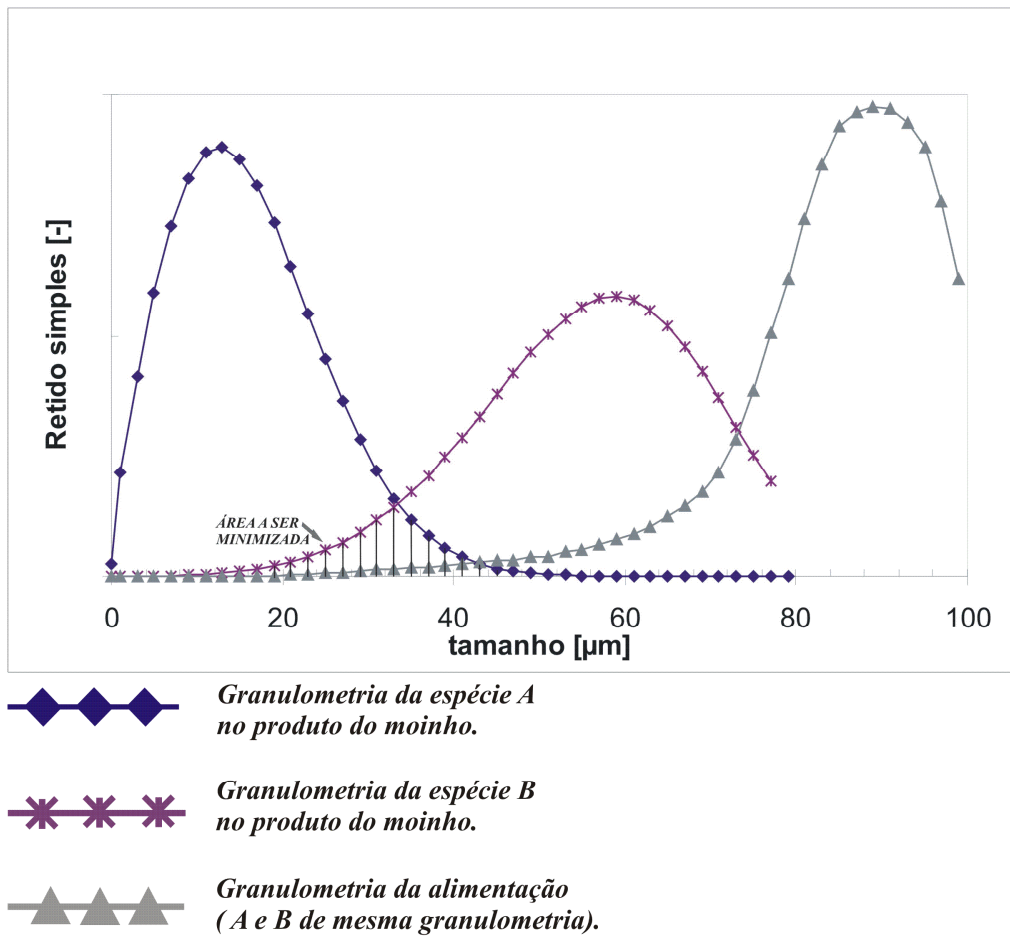 Retido simples [-]
ÁREA A SER
MINIMIZADA
0 20 40 60 80 100
tamanho [µm]
Granulometria da espécie A
no produto do moinho.
Granulometria da espécie B
no produto do moinho.
Granulometria da alimentação
( A e B de mesma granulometria).